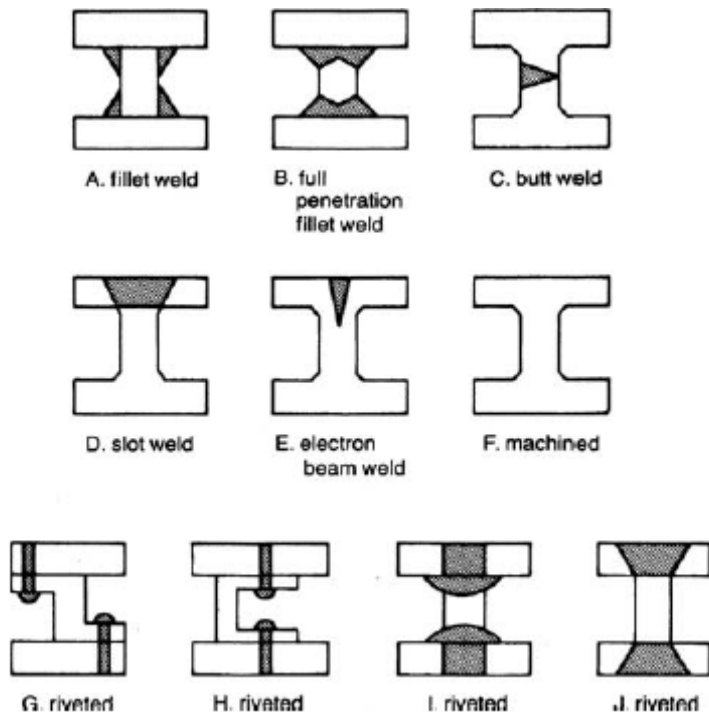 A. fillet weld
B. full
penetration
fillet weld
C. butt weld
D. slot weld
E. electron
beam weld
F. machined
G. riveted
H. riveted
I. riveted
J. riveted